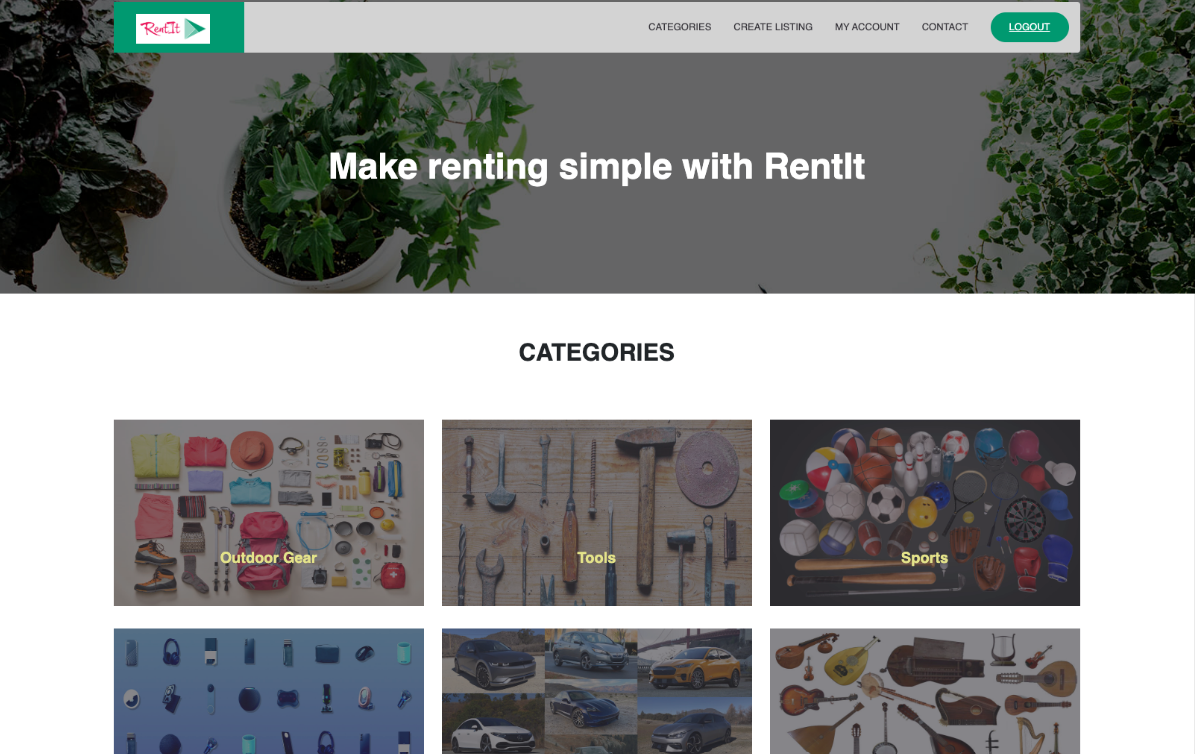 RentIt
CATEGORIES
CREATE LISTING
MY ACCOUNT
CONTACT
LOGOUT
Make renting simple with RentIt
CATEGORIES
Outdoor Gear
Tools
Sports